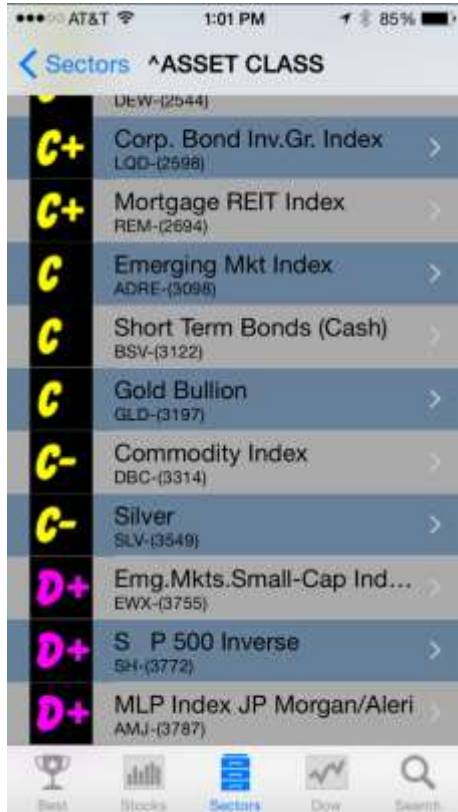 AT&T 1:01 PM 85%
Sectors ^ASSET CLASS
C
DEW-(2544)
C+ Corp. Bond Inv.Gr. Index
LQD-(2598)
C+ Mortgage REIT Index
REM-(2694)
C Emerging Mkt Index
ADRE-(3098)
C Short Term Bonds (Cash)
BSV-(3122)
C Gold Bullion
GLD-(3197)
C- Commodity Index
DBC-(3314)
C- Silver
SLV-(3549)
D+ Emg.Mkts.Small-Cap Ind...
EWX-(3755)
D+ S P 500 Inverse
SH-(3772)
D+ MLP Index JP Morgan/Aleri
AMJ-(3787)
Best Stocks Sectors Dow Search